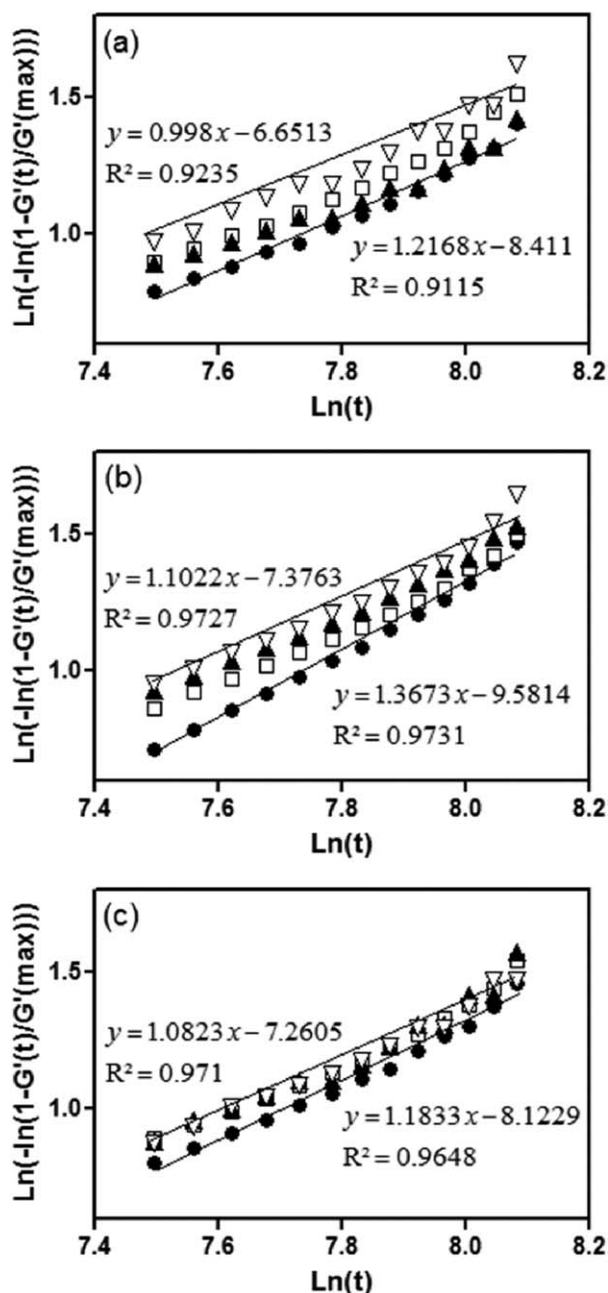 (a)
Ln(-ln(1-G'(t)/G'(max)))
1.5
1.0
y = 0.998x−6.6513
R² = 0.9235
y = 1.2168x−8.411
R² = 0.9115
7.4 7.6 7.8 8.0 8.2
Ln(t)
(b)
Ln(-ln(1-G'(t)/G'(max)))
1.5
1.0
y = 1.1022x−7.3763
R² = 0.9727
y = 1.3673x−9.5814
R² = 0.9731
7.4 7.6 7.8 8.0 8.2
Ln(t)
(c)
Ln(-ln(1-G'(t)/G'(max)))
1.5
1.0
y = 1.0823x−7.2605
R² = 0.971
y = 1.1833x−8.1229
R² = 0.9648
7.4 7.6 7.8 8.0 8.2
Ln(t)